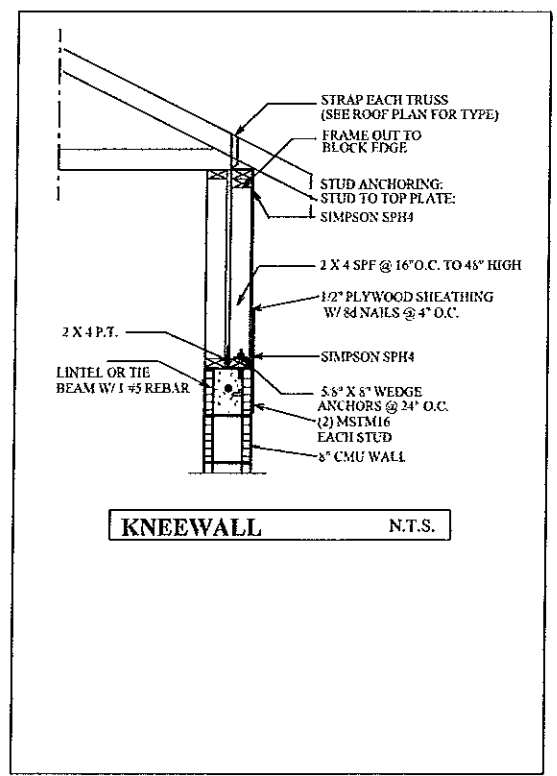 STRAP EACH TRUSS
(SEE ROOF PLAN FOR TYPE)
FRAME OUT TO
BLOCK EDGE
STUD ANCHORING:
STUD TO TOP PLATE:
SIMPSON SPH4
2 X 4 SPF @ 16" O.C. TO 48" HIGH
1/2" PLYWOOD SHEATHING
W/ 8d NAILS @ 4" O.C.
2 X 4 P.T.
SIMPSON SPH4
LINTEL OR TIE
BEAM W/ 1 #5 REBAR
5/8" X 8" WEDGE
ANCHORS @ 24" O.C.
(2) MSTM16
EACH STUD
8" CMU WALL
KNEEWALL N.T.S.